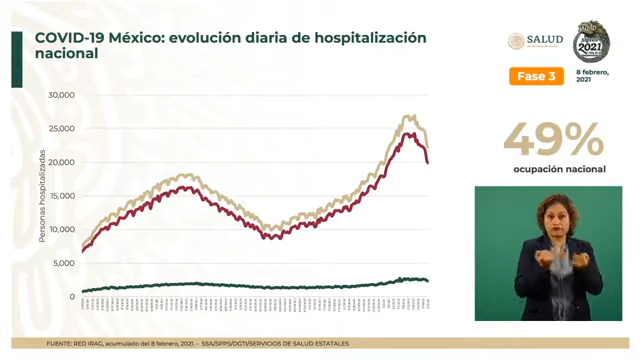 COVID-19 México: evolución diaria de hospitalización
nacional
SALUD
2021
Fase 3
8 febrero,
2021
30,000
25,000
20,000
15,000
10,000
5,000
0
Personas hospitalizadas
49%
ocupación nacional
FUENTE: RED IRAG, acumulado del 8 febrero, 2021. - SSA/SPPS/DGTI/SERVICIOS DE SALUD ESTATALES